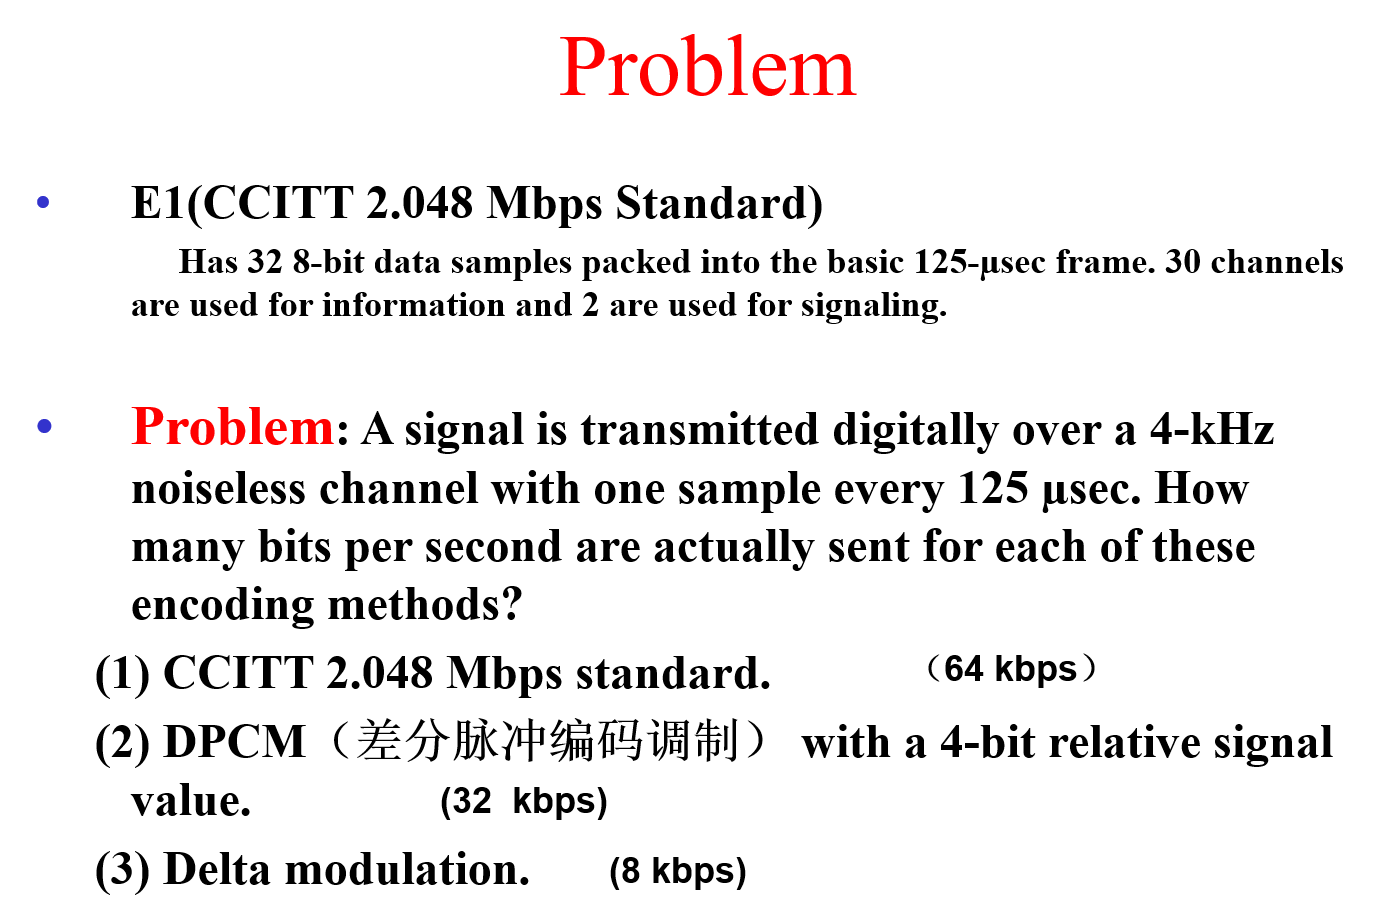 Problem
• E1(CCITT 2.048 Mbps Standard)
Has 32 8-bit data samples packed into the basic 125-μsec frame. 30 channels
are used for information and 2 are used for signaling.
• Problem: A signal is transmitted digitally over a 4-kHz
noiseless channel with one sample every 125 μsec. How
many bits per second are actually sent for each of these
encoding methods?
(1) CCITT 2.048 Mbps standard. （64 kbps）
(2) DPCM（差分脉冲编码调制） with a 4-bit relative signal
value. (32 kbps)
(3) Delta modulation. (8 kbps)